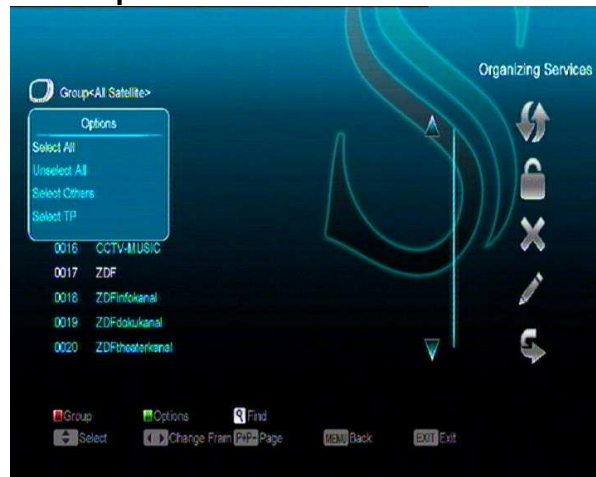 Organizing Services
Group<All Satellite>
Options
Select All
Unselect All
Select Others
Select TP
0016 CCTV-MUSIC
0017 ZDF
0018 ZDFinfokanal
0019 ZDFdokukanal
0020 ZDFtheaterkanal
Group Options Find
Select Change Fram P+P- Page MENU Back EXIT Exit